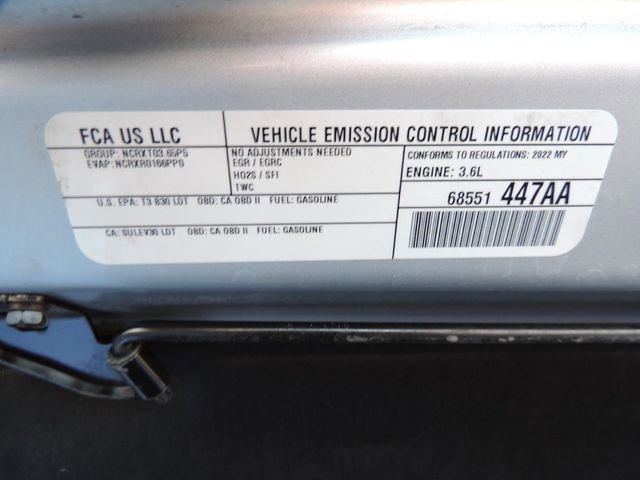 FCA US LLC
GROUP: NCRXT03.65P5
EVAP: NCRXR0166PP0
VEHICLE EMISSION CONTROL INFORMATION
NO ADJUSTMENTS NEEDED
EGR / EGRC
HO2S / SFI
TWC
CONFORMS TO REGULATIONS: 2022 MY
ENGINE: 3.6L
U.S. EPA: T3 B30 LDT OBD: CA OBD II FUEL: GASOLINE
CA: SULEV30 LDT OBD: CA OBD II FUEL: GASOLINE
68551 447AA